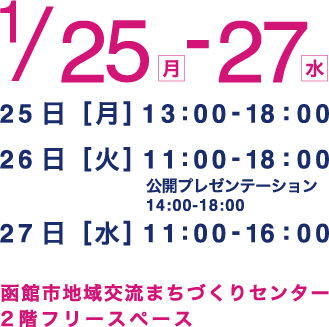 1/25月-27水
25日［月］13：00-18：00
26日［火］11：00-18：00
公開プレゼンテーション
14:00-18:00
27日［水］11：00-16：00
函館市地域交流まちづくりセンター
２階フリースペース